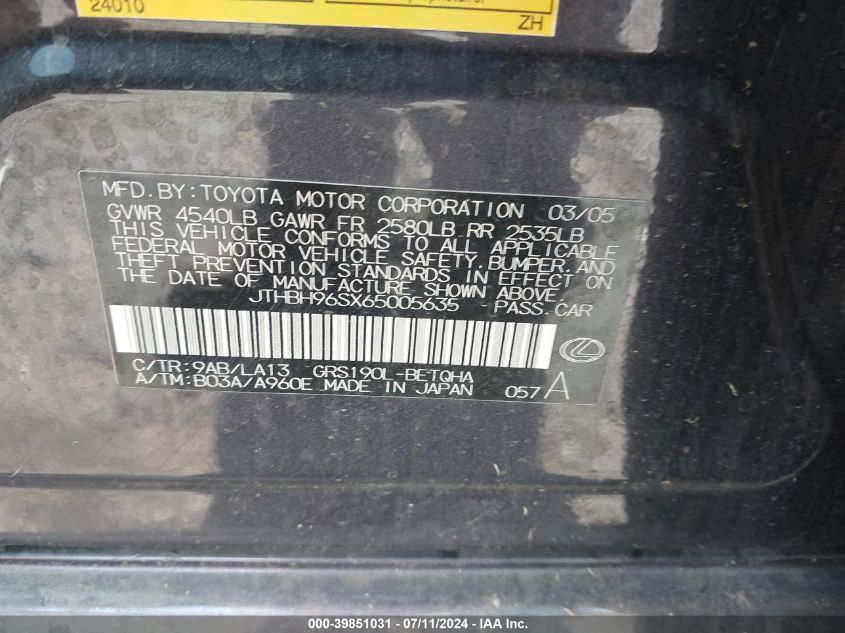 24010
ZH
MFD.BY:TOYOTA MOTOR CORPORATION 03/05
GVWR 4540LB GAWR FR 2580LB RR 2535LB
THIS VEHICLE CONFORMS TO ALL APPLICABLE
FEDERAL MOTOR VEHICLE SAFETY,BUMPER,AND
THEFT PREVENTION STANDARDS IN EFFECT ON
THE DATE OF MANUFACTURE SHOWN ABOVE.
JTHBH96SX65005635 PASS.CAR
C/TR:9AB/LA13 GRS190L-BETQHA
A/TM:B03A/A960E MADE IN JAPAN 057A
000-39851031 - 07/11/2024 - IAA Inc.